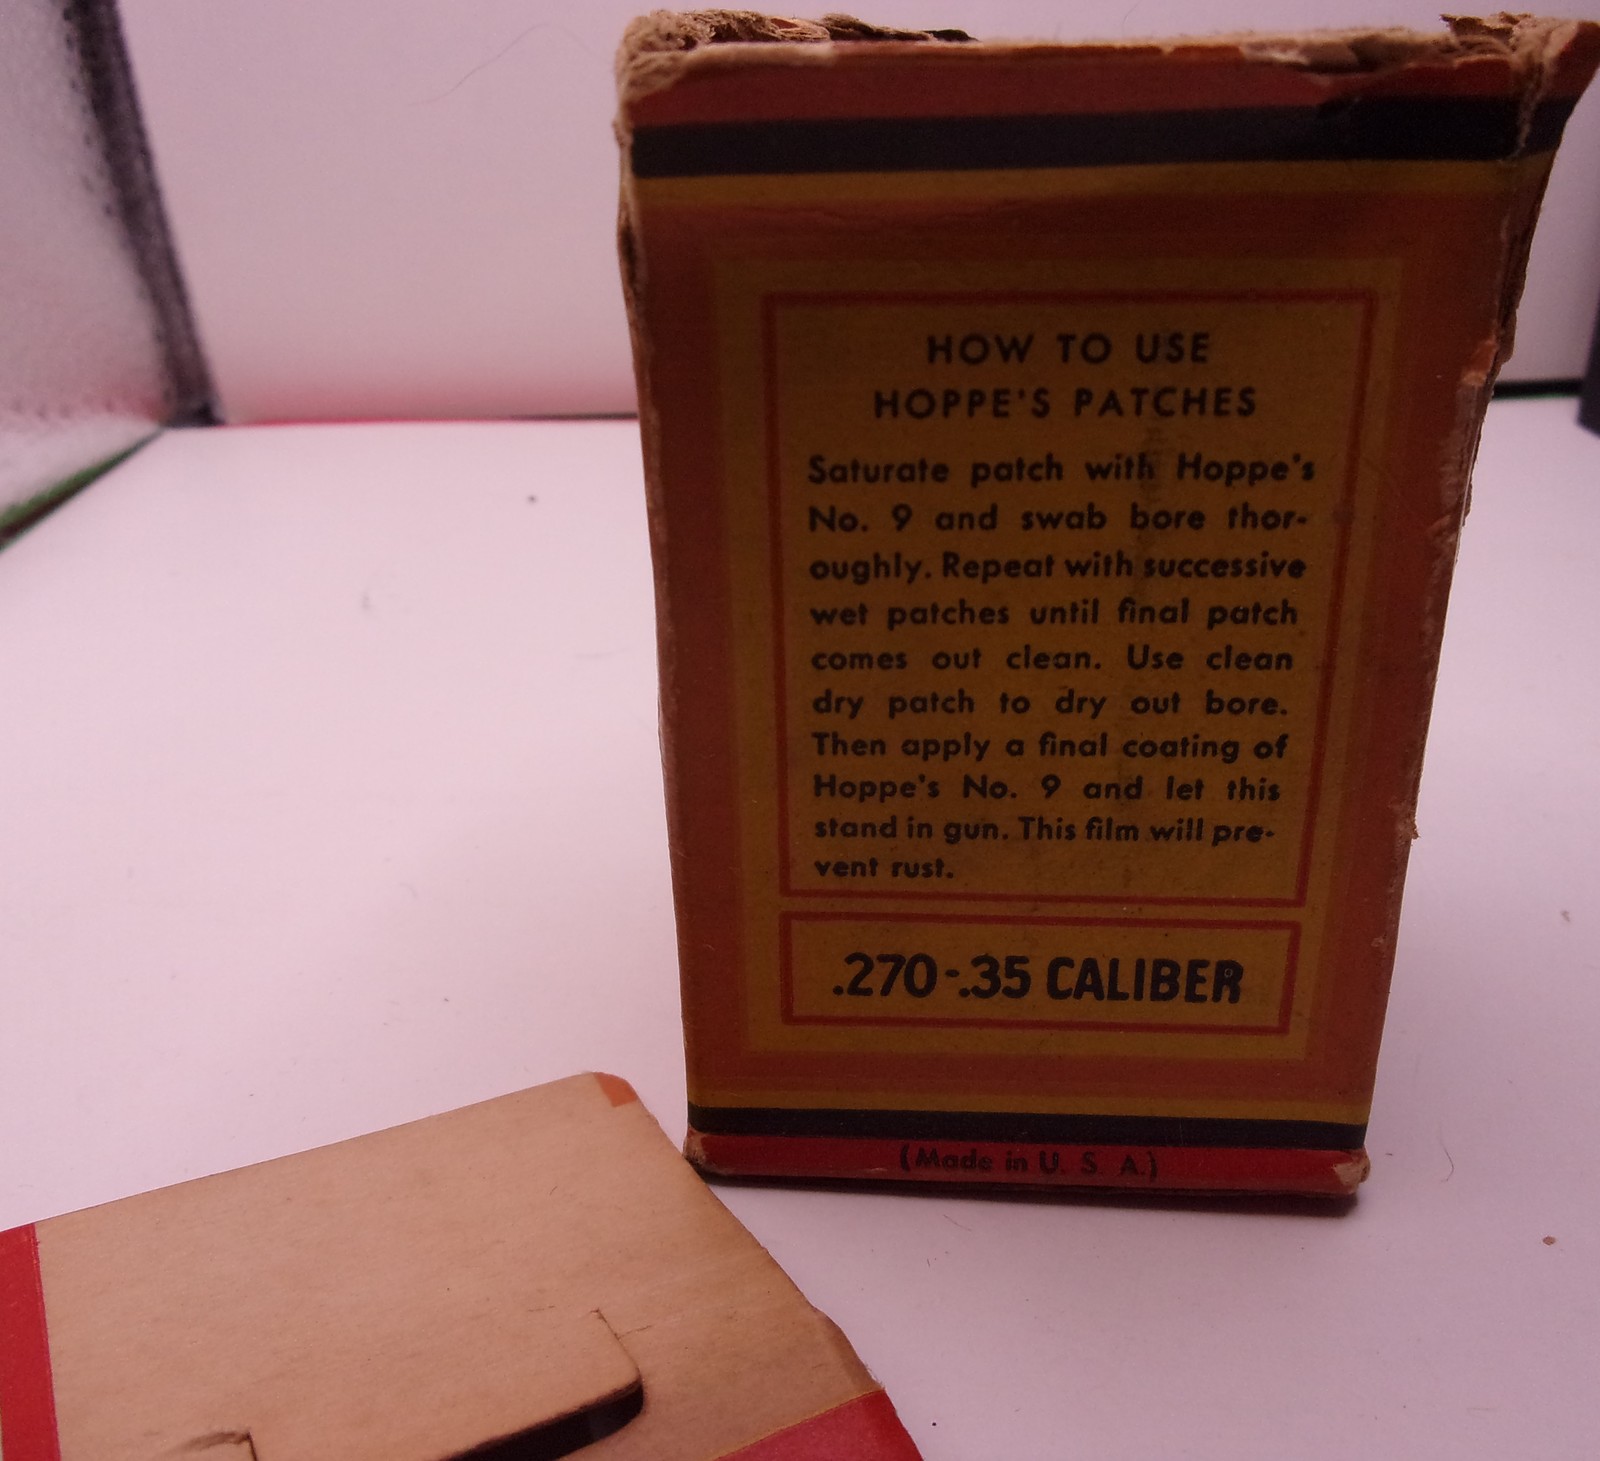 HOW TO USE
HOPPE'S PATCHES
Saturate patch with Hoppe's
No. 9 and swab bore thor-
oughly. Repeat with successive
wet patches until final patch
comes out clean. Use clean
dry patch to dry out bore.
Then apply a final coating of
Hoppe's No. 9 and let this
stand in gun. This film will pre-
vent rust.
.270-.35 CALIBER
(Made in U. S. A.)